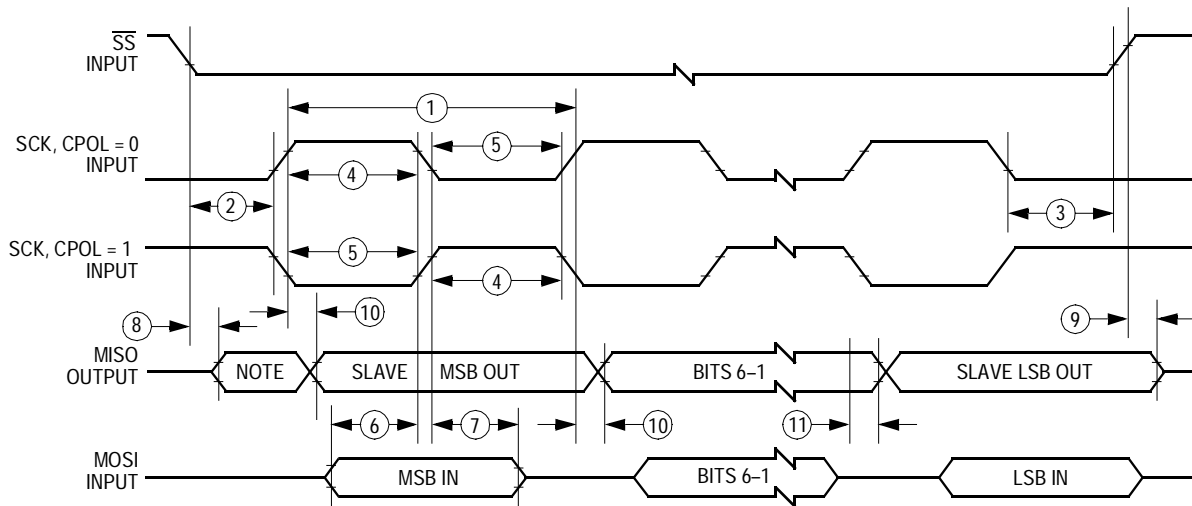 SS
INPUT
1
SCK, CPOL = 0
INPUT
5
4
2
3
SCK, CPOL = 1
INPUT
5
4
10
8
9
MISO
OUTPUT
NOTE
SLAVE MSB OUT
BITS 6–1
SLAVE LSB OUT
6
7
10
11
MOSI
INPUT
MSB IN
BITS 6–1
LSB IN